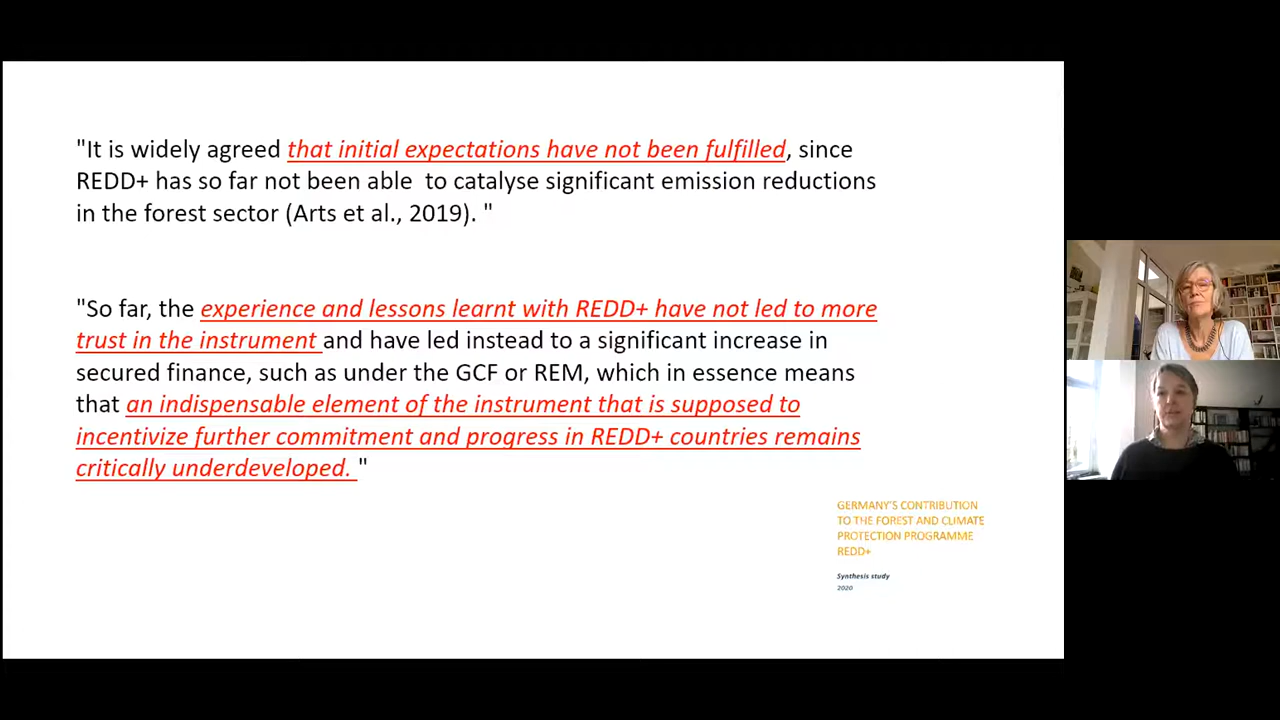 "It is widely agreed that initial expectations have not been fulfilled, since
REDD+ has so far not been able  to catalyse significant emission reductions
in the forest sector (Arts et al., 2019). "
"So far, the experience and lessons learnt with REDD+ have not led to more
trust in the instrument and have led instead to a significant increase in
secured finance, such as under the GCF or REM, which in essence means
that an indispensable element of the instrument that is supposed to
incentivize further commitment and progress in REDD+ countries remains
critically underdeveloped. "
GERMANY'S CONTRIBUTION
TO THE FOREST AND CLIMATE
PROTECTION PROGRAMME
REDD+
Synthesis study
2020